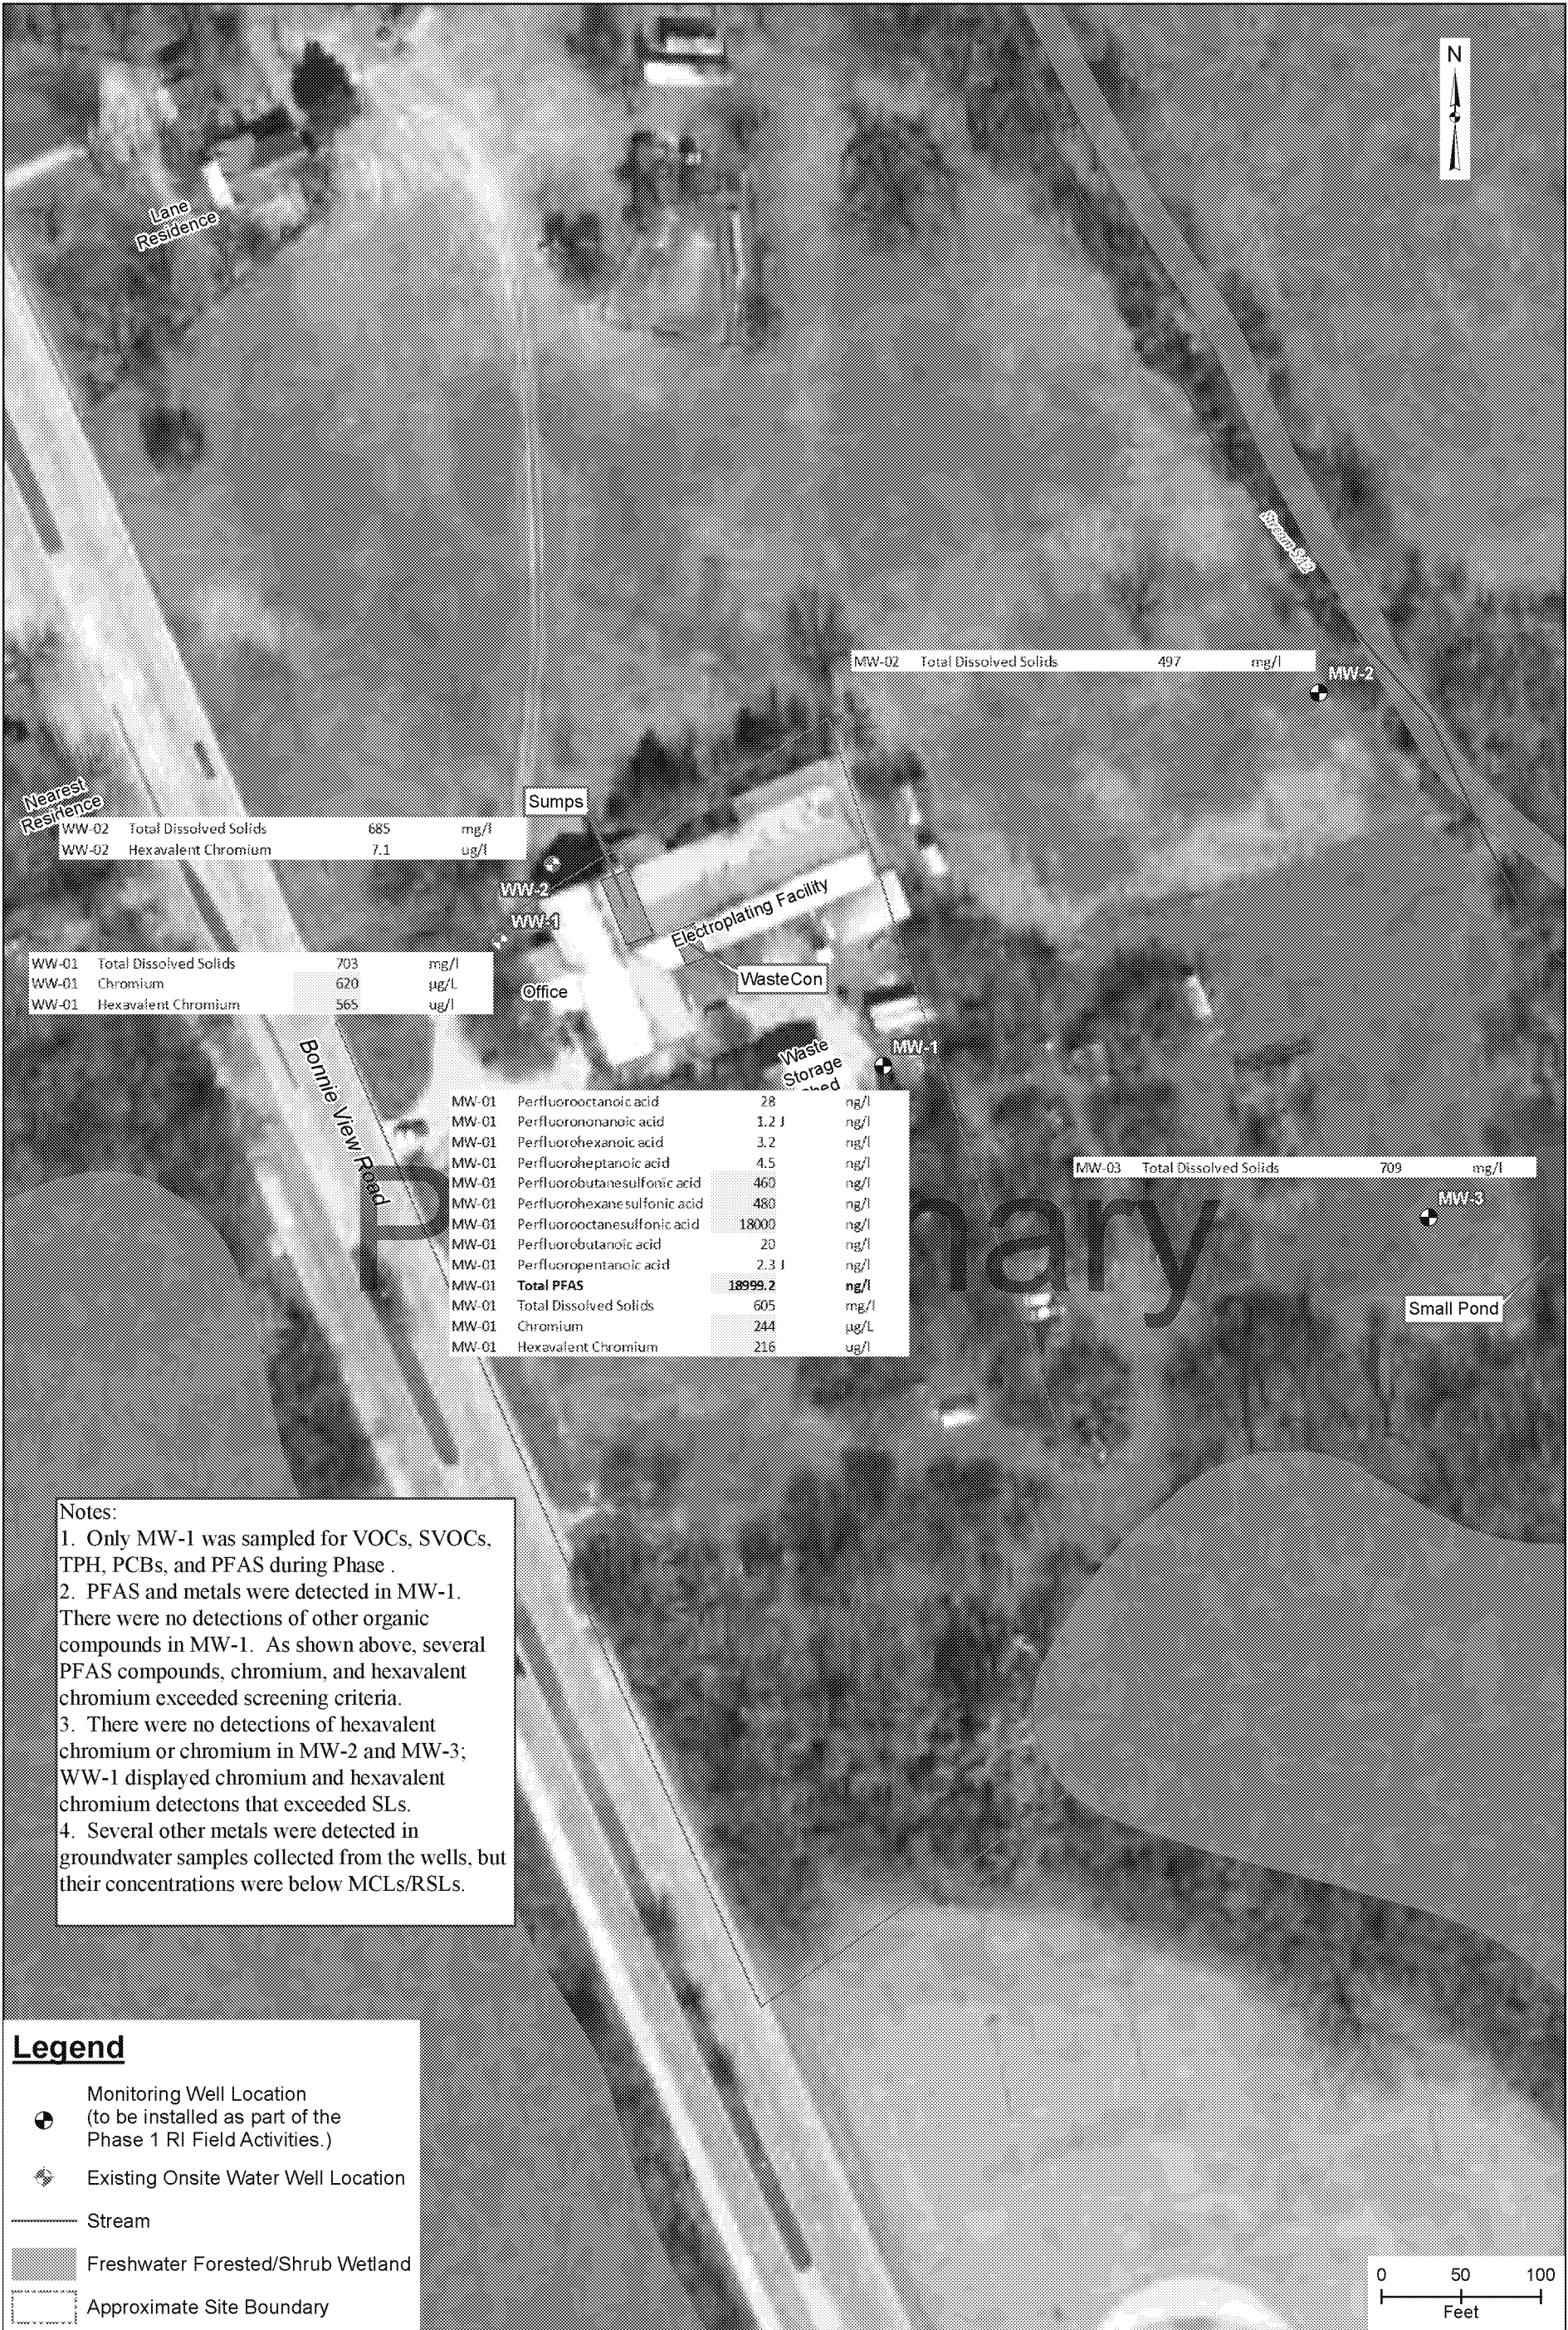 N
Lane
Residence
Stream 5A2
MW-02 Total Dissolved Solids 497 mg/l
MW-2
Nearest
Residence
Sumps
WW-02 Total Dissolved Solids 685 mg/l
WW-02 Hexavalent Chromium 7.1 ug/l
WW-2
WW-1
Electroplating Facility
WW-01 Total Dissolved Solids 703 mg/l
WW-01 Chromium 620 µg/L
WW-01 Hexavalent Chromium 565 ug/l
Office
WasteCon
Waste
Storage
MW-1
Bonnie View Road
MW-01 Perfluorooctanoic acid 28 ng/l
MW-01 Perfluorononanoic acid 1.2 J ng/l
MW-01 Perfluorohexanoic acid 3.2 ng/l
MW-01 Perfluoroheptanoic acid 4.5 ng/l
MW-01 Perfluorobutanesulfonic acid 460 ng/l
MW-01 Perfluorohexanesulfonic acid 480 ng/l
MW-01 Perfluorooctanesulfonic acid 18000 ng/l
MW-01 Perfluorobutanoic acid 20 ng/l
MW-01 Perfluoropentanoic acid 2.3 J ng/l
MW-01 Total PFAS 18999.2 ng/l
MW-01 Total Dissolved Solids 605 mg/l
MW-01 Chromium 244 µg/L
MW-01 Hexavalent Chromium 216 ug/l
MW-03 Total Dissolved Solids 709 mg/l
MW-3
Small Pond
Notes:
1. Only MW-1 was sampled for VOCs, SVOCs,
TPH, PCBs, and PFAS during Phase .
2. PFAS and metals were detected in MW-1.
There were no detections of other organic
compounds in MW-1. As shown above, several
PFAS compounds, chromium, and hexavalent
chromium exceeded screening criteria.
3. There were no detections of hexavalent
chromium or chromium in MW-2 and MW-3;
WW-1 displayed chromium and hexavalent
chromium detectons that exceeded SLs.
4. Several other metals were detected in
groundwater samples collected from the wells, but
their concentrations were below MCLs/RSLs.
Legend
Monitoring Well Location
(to be installed as part of the
Phase 1 RI Field Activities.)
Existing Onsite Water Well Location
Stream
Freshwater Forested/Shrub Wetland
Approximate Site Boundary
0 50 100
Feet